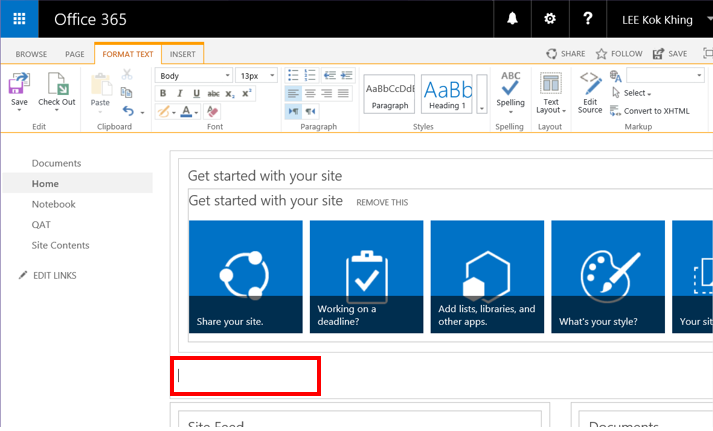 Office 365
?
LEE Kok Khing
BROWSE PAGE FORMAT TEXT INSERT
SHARE FOLLOW SAVE
Save
Check Out
Paste
Body 13px
B I U abc x₂ x²
A
AaBbCcDdE
Paragraph
AaBb
Heading 1
ABC
Spelling
Text
Layout
Edit
Source
Select
Convert to XHTML
Edit Clipboard Font Paragraph Styles Spelling Layout Markup
Documents
Home
Notebook
QAT
Site Contents
EDIT LINKS
Get started with your site
Get started with your site REMOVE THIS
Share your site.
Working on a
deadline?
Add lists, libraries, and
other apps.
What's your style?
Your sit
Site Feed
Documents